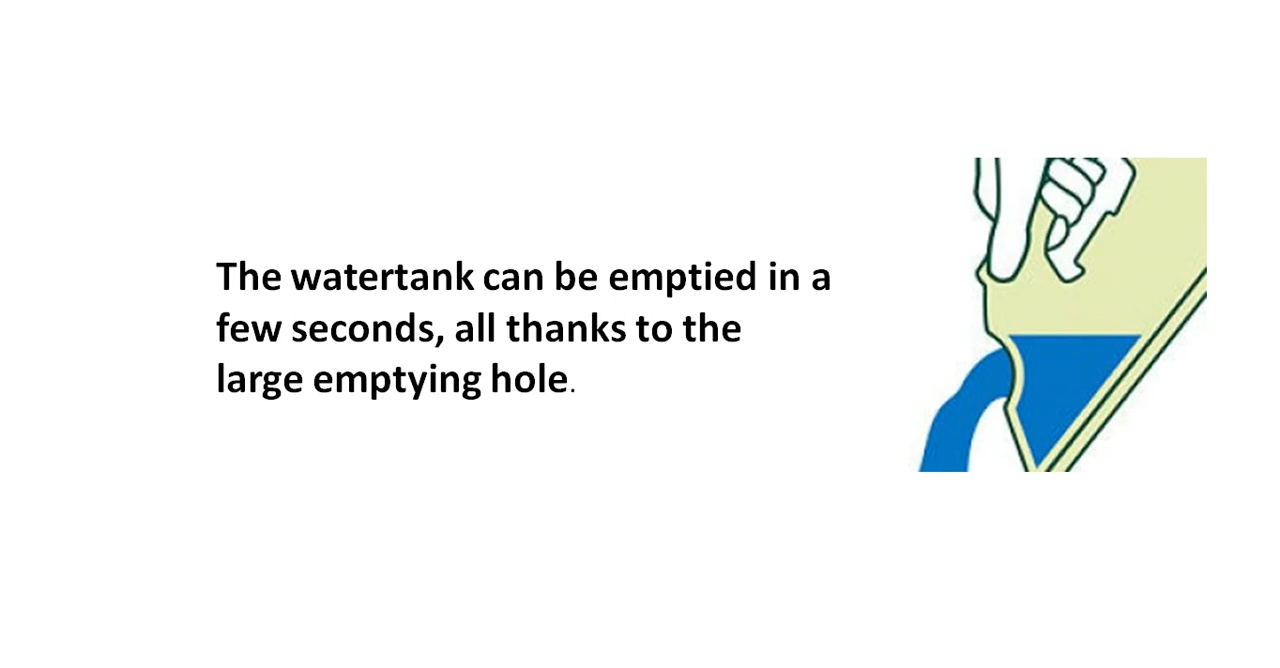 The watertank can be emptied in a
few seconds, all thanks to the
large emptying hole.